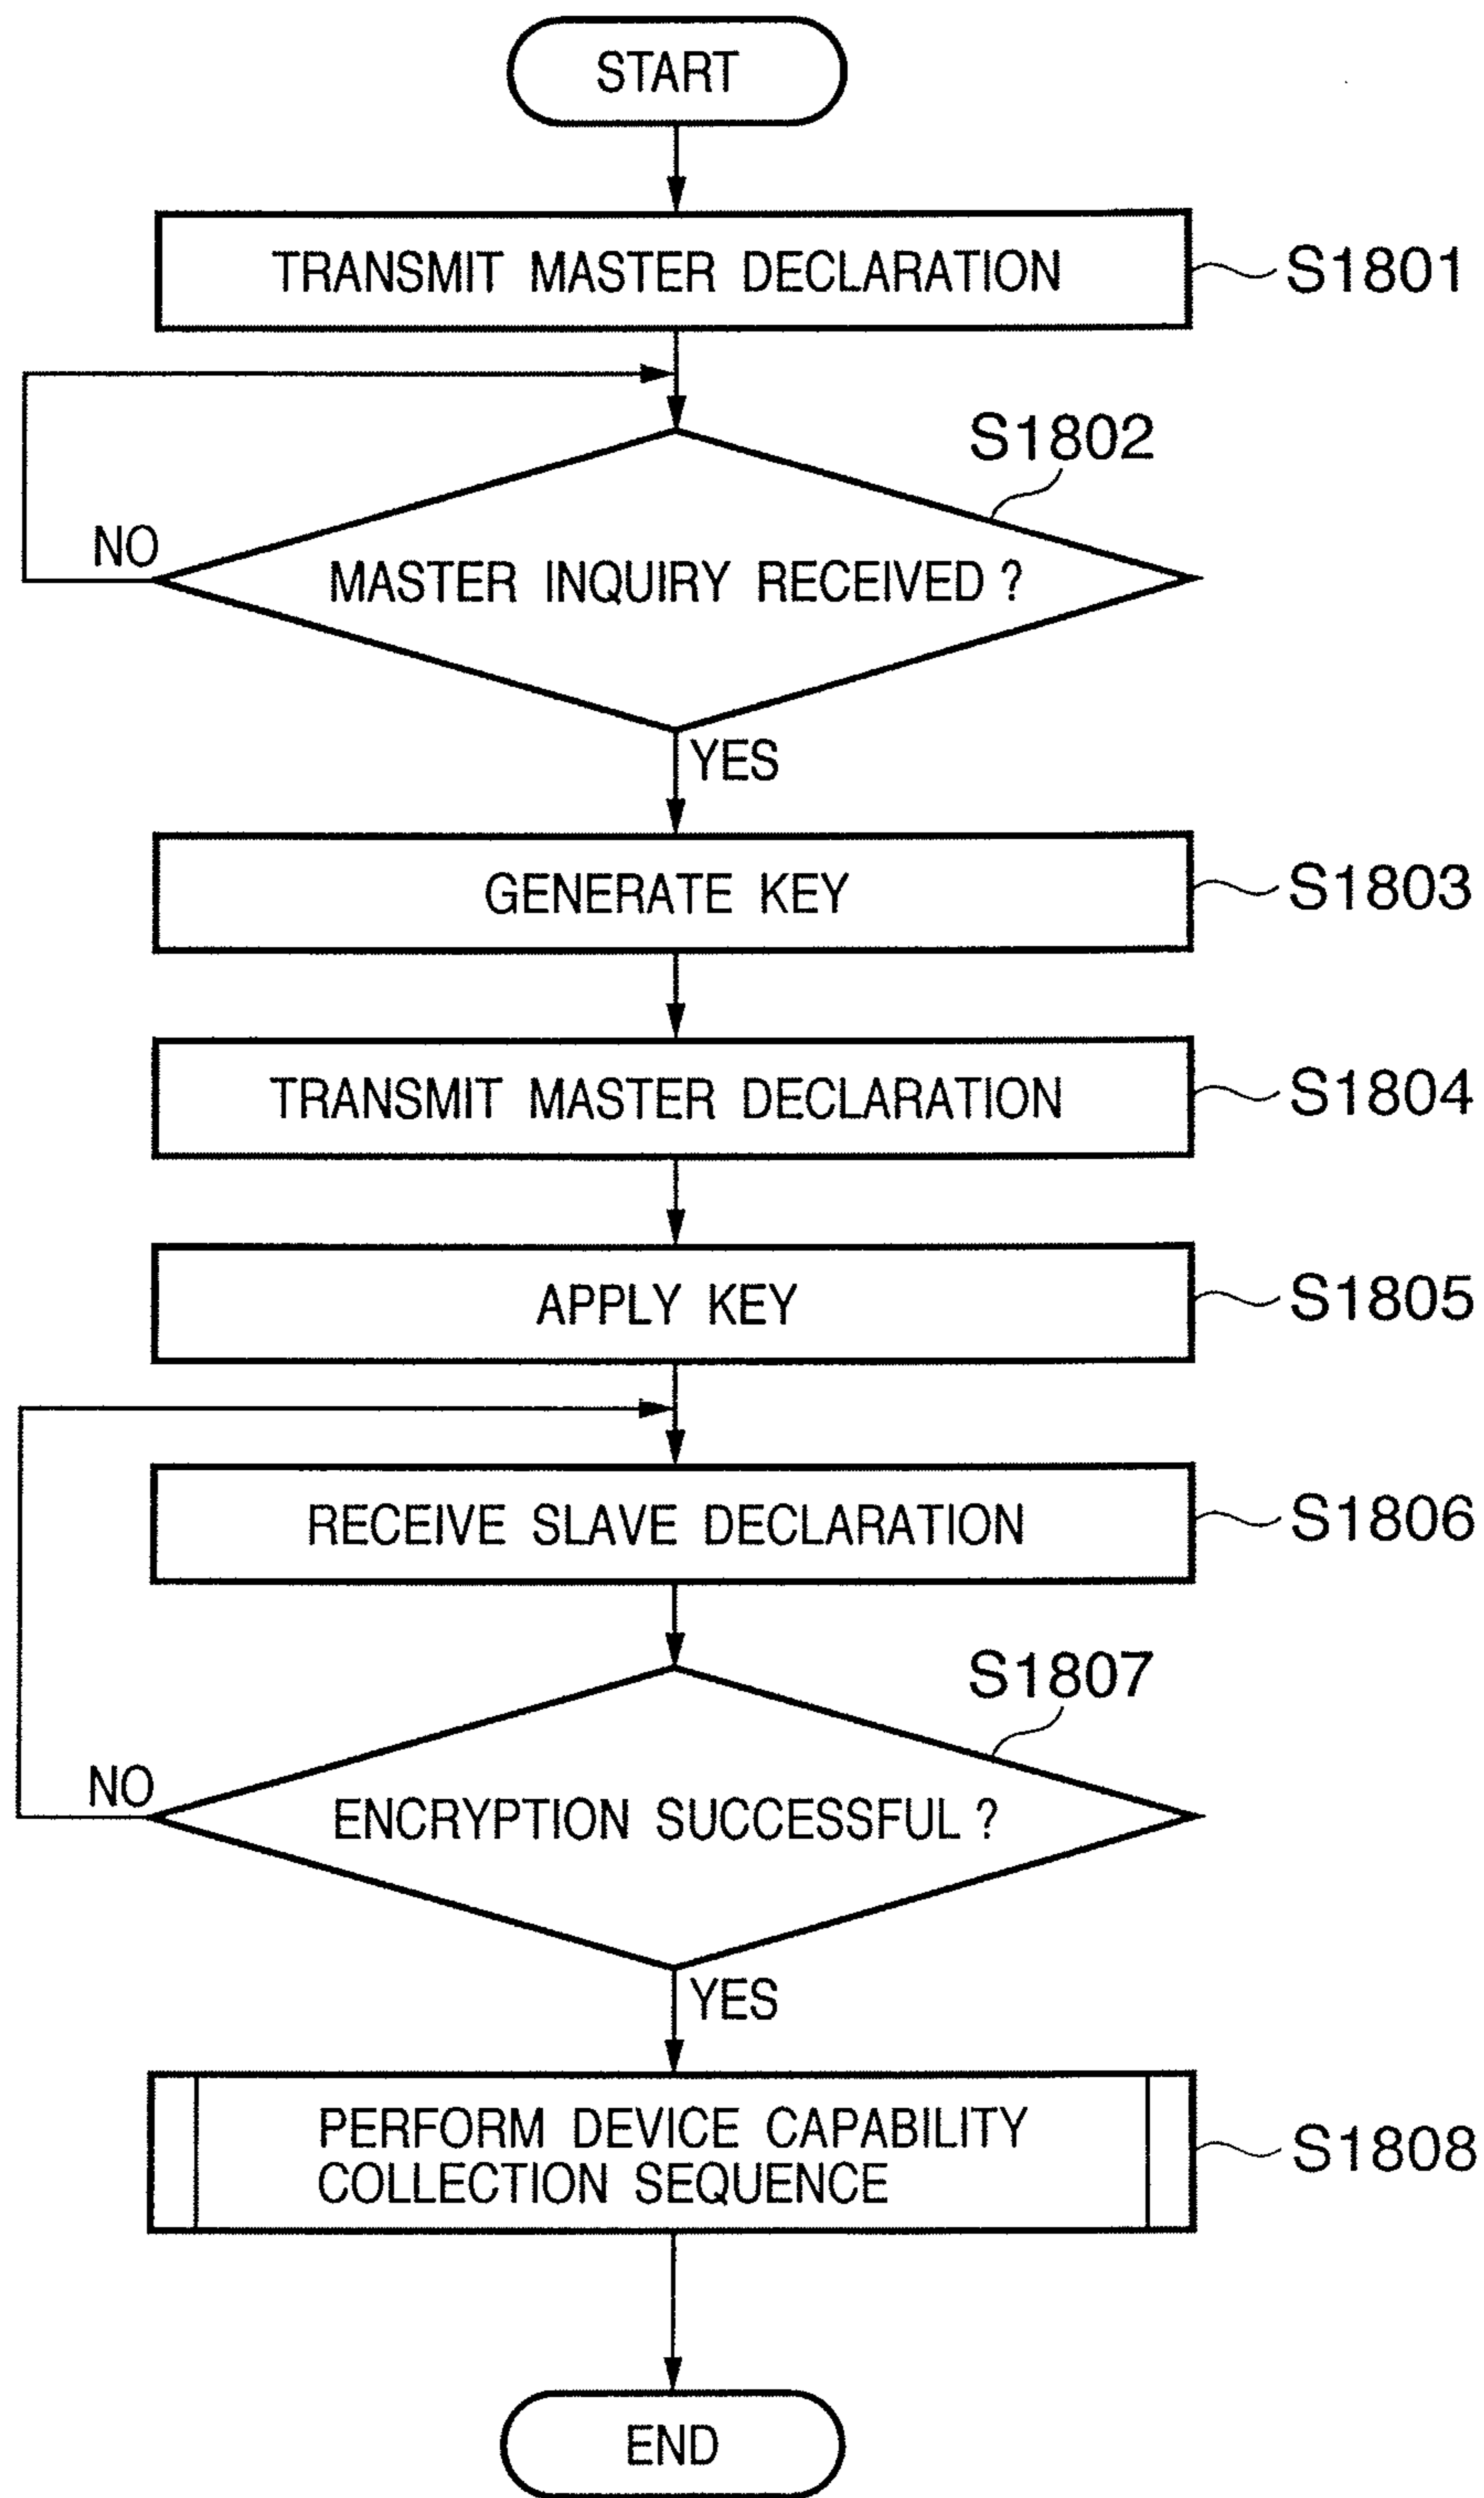 START
TRANSMIT MASTER DECLARATION
S1801
S1802
NO
MASTER INQUIRY RECEIVED ?
YES
GENERATE KEY
S1803
TRANSMIT MASTER DECLARATION
S1804
APPLY KEY
S1805
RECEIVE SLAVE DECLARATION
S1806
S1807
NO
ENCRYPTION SUCCESSFUL ?
YES
PERFORM DEVICE CAPABILITY
COLLECTION SEQUENCE
S1808
END